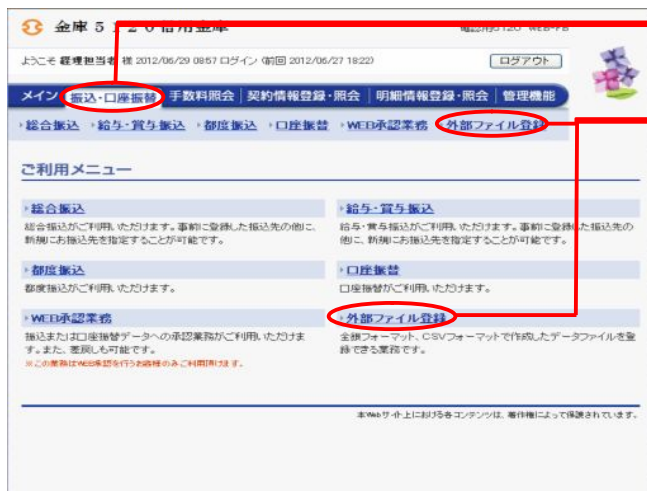 金庫5120信用金庫
ようこそ 経理担当者 様 2012/06/29 0857 ログイン (前回 2012/06/27 1822)
ログアウト
メイン 振込・口座振替 手数料照会 契約情報登録・照会 明細情報登録・照会 管理機能
総合振込 給与・賞与振込 都度振込 口座振替 WEB承認業務 外部ファイル登録
ご利用メニュー
総合振込
総合振込がご利用いただけます。事前に登録した振込先の他に、
新規にお振込先を指定することが可能です。
給与・賞与振込
給与・賞与振込がご利用いただけます。事前に登録した振込先の
他に、新規にお振込先を指定することが可能です。
都度振込
都度振込がご利用いただけます。
口座振替
口座振替がご利用いただけます。
WEB承認業務
振込または口座振替データへの承認業務がご利用いただけま
す。また、差戻しも可能です。
※この業務はWEB承認を行うお客様のみご利用頂けます。
外部ファイル登録
全銀フォーマット、CSVフォーマットで作成したデータファイルを登
録できる業務です。
本Webサイト上における各コンテンツは、著作権によって保護されています。